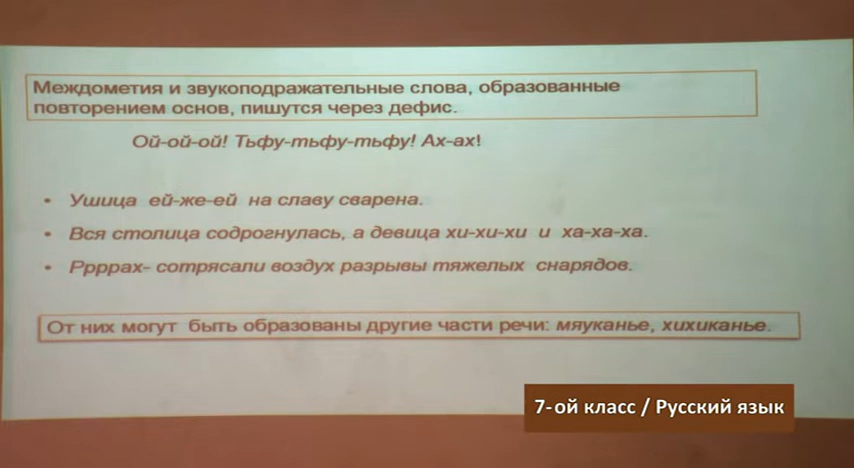 Междометия и звукоподражательные слова, образованные
повторением основ, пишутся через дефис.
Ой-ой-ой! Тьфу-тьфу-тьфу! Ах-ах!
• Ушица ей-же-ей на славу сварена.
• Вся столица содрогнулась, а девица хи-хи-хи и ха-ха-ха.
• Ррррах- сотрясали воздух разрывы тяжелых снарядов.
От них могут быть образованы другие части речи: мяуканье, хихиканье.
7-ой класс / Русский язык